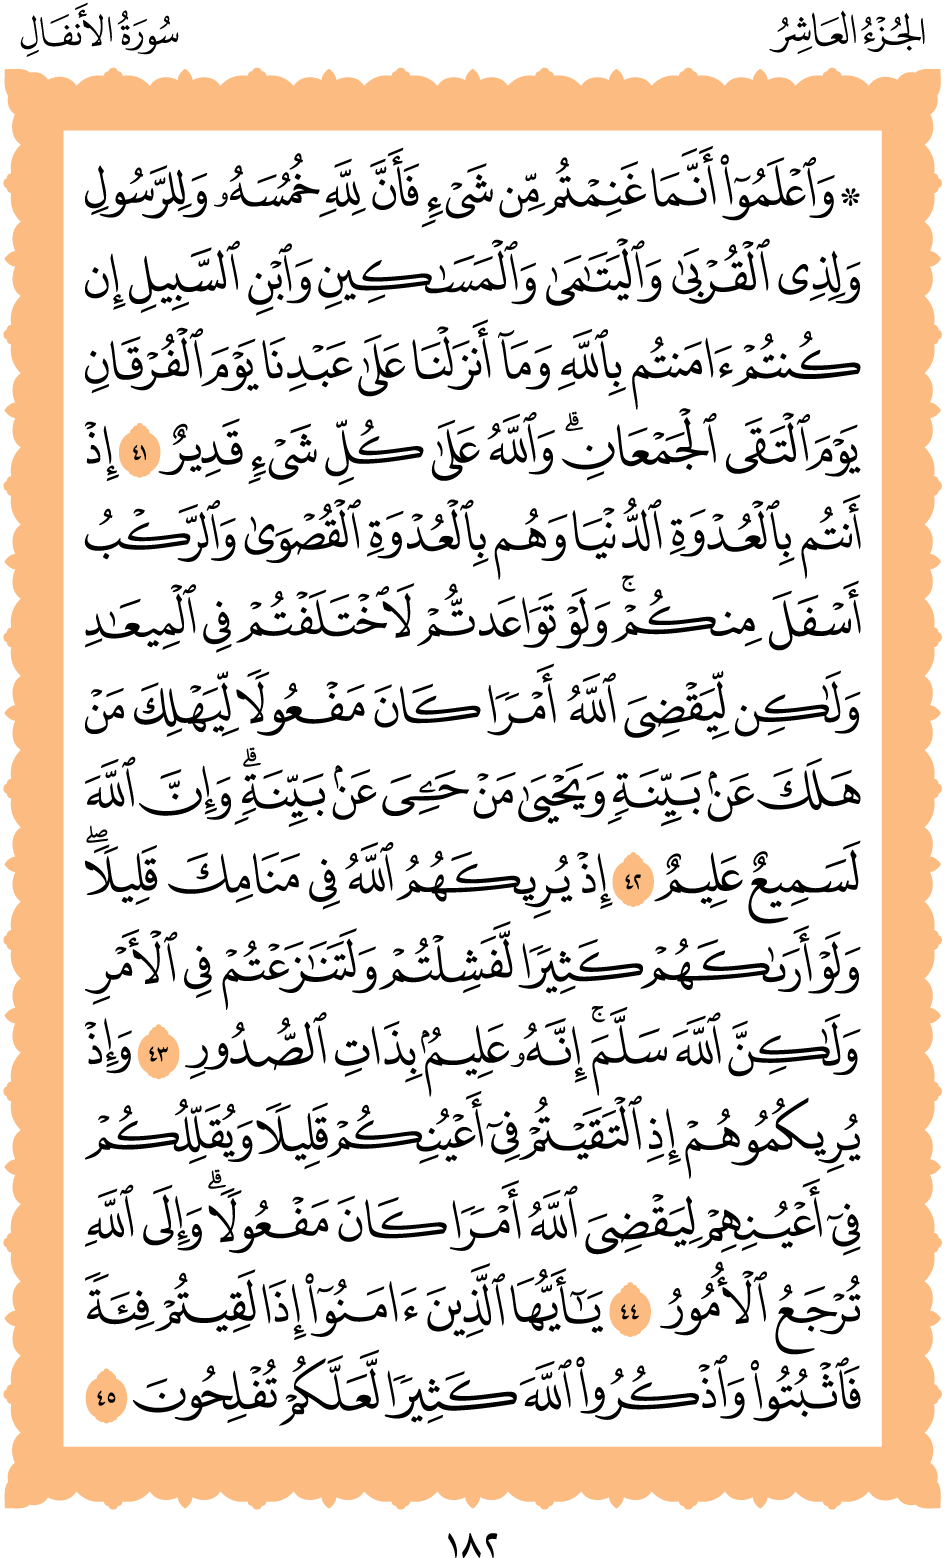 الجُزْءُ العَاشِرُ
سُورَةُ الأَنفَالِ
* وَٱعۡلَمُوٓاْ أَنَّمَا غَنِمۡتُم مِّن شَيۡءٖ فَأَنَّ لِلَّهِ خُمُسَهُۥ وَلِلرَّسُولِ
وَلِذِي ٱلۡقُرۡبَىٰ وَٱلۡيَتَٰمَىٰ وَٱلۡمَسَٰكِينِ وَٱبۡنِ ٱلسَّبِيلِ إِن
كُنتُمۡ ءَامَنتُم بِٱللَّهِ وَمَآ أَنزَلۡنَا عَلَىٰ عَبۡدِنَا يَوۡمَ ٱلۡفُرۡقَانِ
يَوۡمَ ٱلۡتَقَى ٱلۡجَمۡعَانِۗ وَٱللَّهُ عَلَىٰ كُلِّ شَيۡءٖ قَدِيرٌ ٤١ إِذۡ
أَنتُم بِٱلۡعُدۡوَةِ ٱلدُّنۡيَا وَهُم بِٱلۡعُدۡوَةِ ٱلۡقُصۡوَىٰ وَٱلرَّكۡبُ
أَسۡفَلَ مِنكُمۡۚ وَلَوۡ تَوَاعَدتُّمۡ لَٱخۡتَلَفۡتُمۡ فِي ٱلۡمِيعَٰدِ
وَلَٰكِن لِّيَقۡضِيَ ٱللَّهُ أَمۡرٗا كَانَ مَفۡعُولٗا لِّيَهۡلِكَ مَنۡ
هَلَكَ عَنۢ بَيِّنَةٖ وَيَحۡيَىٰ مَنۡ حَيَّ عَنۢ بَيِّنَةٖۗ وَإِنَّ ٱللَّهَ
لَسَمِيعٌ عَلِيمٌ ٤٢ إِذۡ يُرِيكَهُمُ ٱللَّهُ فِي مَنَامِكَ قَلِيلٗاۖ
وَلَوۡ أَرَىٰكَهُمۡ كَثِيرٗا لَّفَشِلۡتُمۡ وَلَتَنَٰزَعۡتُمۡ فِي ٱلۡأَمۡرِ
وَلَٰكِنَّ ٱللَّهَ سَلَّمَۚ إِنَّهُۥ عَلِيمُۢ بِذَاتِ ٱلصُّدُورِ ٤٣ وَإِذۡ
يُرِيكُمُوهُمۡ إِذِ ٱلۡتَقَيۡتُمۡ فِيٓ أَعۡيُنِكُمۡ قَلِيلٗا وَيُقَلِّلُكُمۡ
فِيٓ أَعۡيُنِهِمۡ لِيَقۡضِيَ ٱللَّهُ أَمۡرٗا كَانَ مَفۡعُولٗاۗ وَإِلَى ٱللَّهِ
تُرۡجَعُ ٱلۡأُمُورُ ٤٤ يَٰٓأَيُّهَا ٱلَّذِينَ ءَامَنُوٓاْ إِذَا لَقِيتُمۡ فِئَةٗ
فَٱثۡبُتُواْ وَٱذۡكُرُواْ ٱللَّهَ كَثِيرٗا لَّعَلَّكُمۡ تُفۡلِحُونَ ٤٥
١٨٢